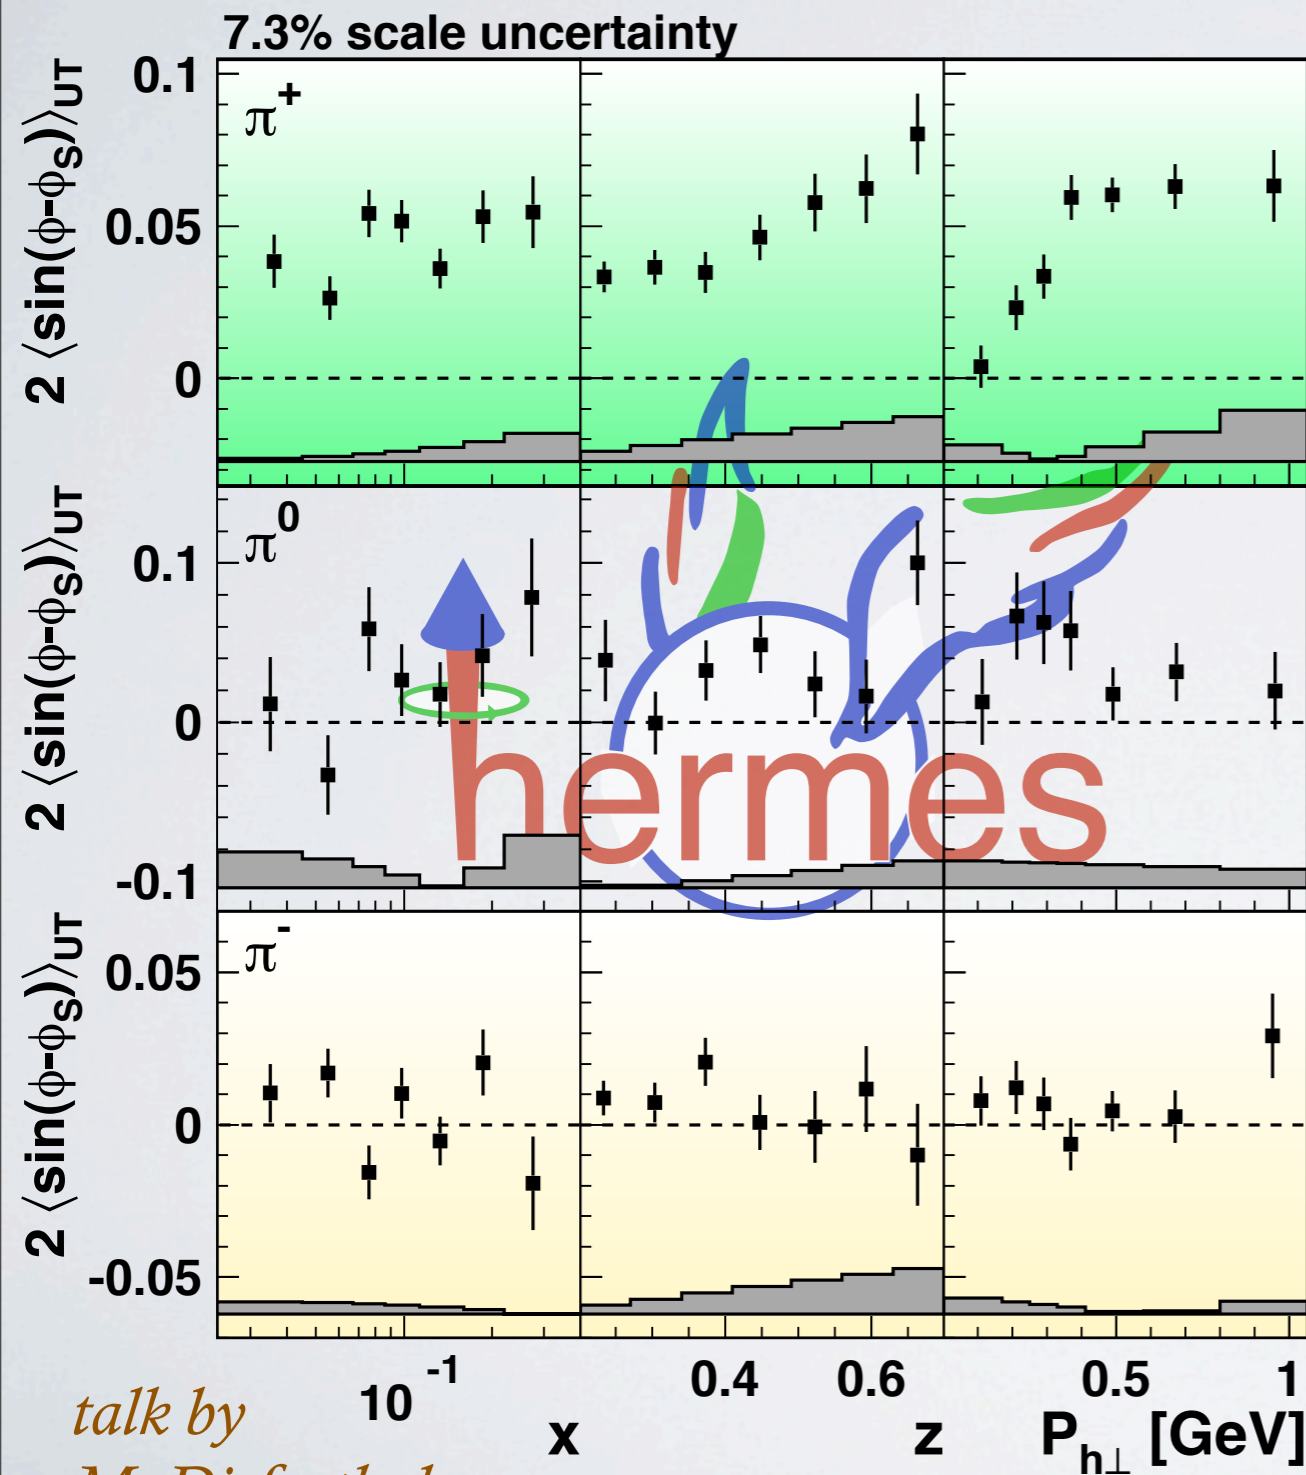 7.3% scale uncertainty
2 ⟨sin(ϕ-ϕS)⟩UT
0.1
0.05
0
π+
2 ⟨sin(ϕ-ϕS)⟩UT
0.1
0
-0.1
π0
hermes
2 ⟨sin(ϕ-ϕS)⟩UT
0.05
0
-0.05
π-
10-1
0.4 0.6
0.5 1
x
z
Ph⊥ [GeV]
talk by